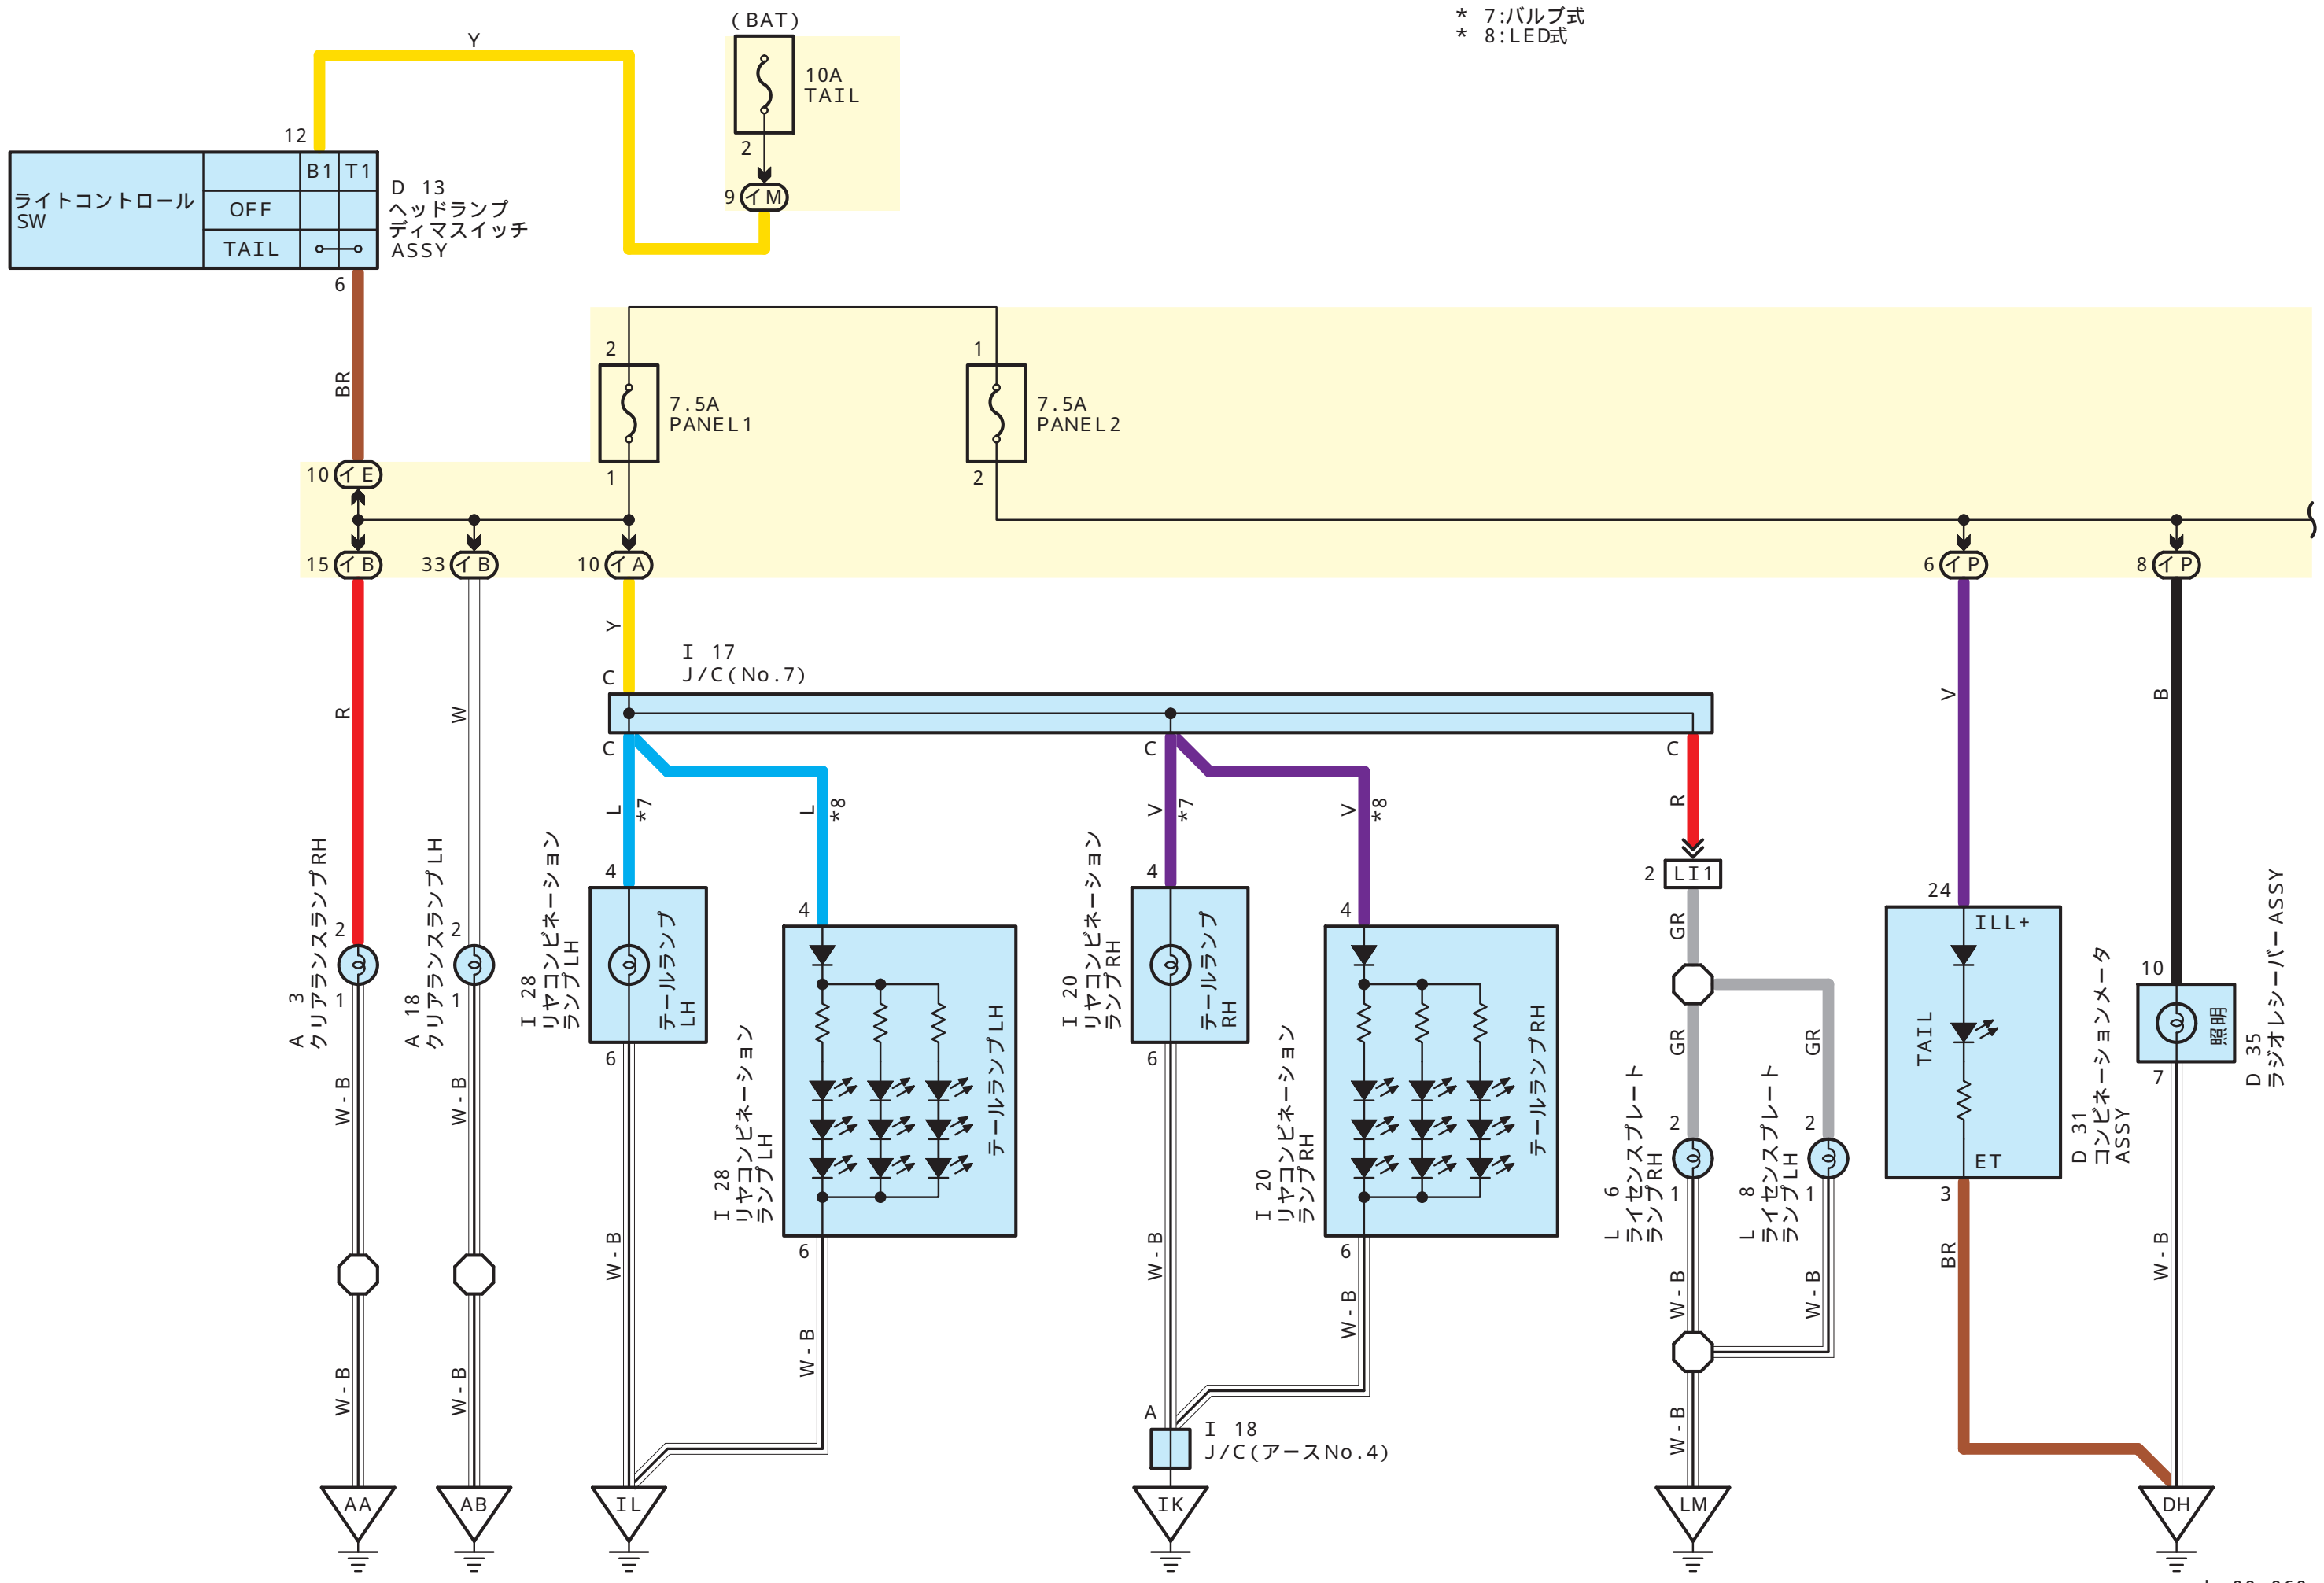 * 7:バルブ式
* 8:LED式
(BAT)
Y
10A
TAIL
2
9 イM
12
ライトコントロール
SW
B1 T1
OFF
TAIL
D 13
ヘッドランプ
ディマスイッチ
ASSY
6
BR
10 イE
2
7.5A
PANEL1
1
1
7.5A
PANEL2
2
15 イB
33 イB
10 イA
6 イP
8 イP
R
W
Y
V
B
I 17
J/C(No.7)
C
C
C
C
L
*7
L
*8
V
*7
V
*8
R
2 LI1
GR
GR
GR
A 3
クリアランスランプRH
2
1
A 18
クリアランスランプLH
2
1
I 28
リヤコンビネーション
ランプLH
4
テールランプ
LH
6
I 28
リヤコンビネーション
ランプLH
4
テールランプLH
6
I 20
リヤコンビネーション
ランプRH
4
テールランプ
RH
6
I 20
リヤコンビネーション
ランプRH
4
テールランプRH
6
L 6
ライセンスプレート
ランプRH
2
1
L 8
ライセンスプレート
ランプLH
2
1
24
ILL+
TAIL
ET
3
D 31
コンビネーションメータ
ASSY
BR
10
照明
7
D 35
ラジオレシーバーASSY
W-B
W-B
W-B
W-B
W-B
W-B
W-B
W-B
W-B
W-B
W-B
W-B
A
I 18
J/C(アースNo.4)
AA
AB
IL
IK
LM
DH